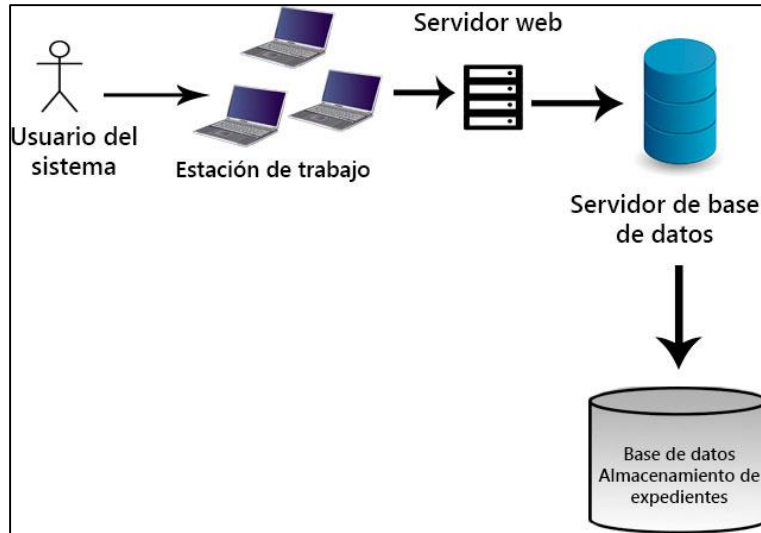 Servidor web
Usuario del
sistema
Estación de trabajo
Servidor de base
de datos
Base de datos
Almacenamiento de
expedientes